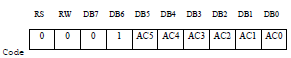 RS RW DB7 DB6 DB5 DB4 DB3 DB2 DB1 DB0
Code 0 0 0 1 AC5 AC4 AC3 AC2 AC1 AC0